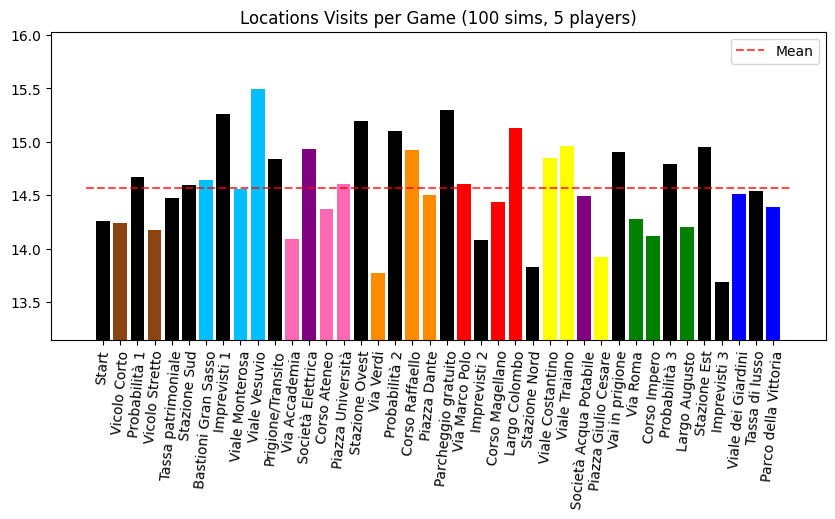 Locations Visits per Game (100 sims, 5 players)
Mean
16.0
15.5
15.0
14.5
14.0
13.5
Start
Vicolo Corto
Probabilità 1
Vicolo Stretto
Tassa patrimoniale
Stazione Sud
Bastioni Gran Sasso
Imprevisti 1
Viale Monterosa
Viale Vesuvio
Prigione/Transito
Via Accademia
Società Elettrica
Corso Ateneo
Piazza Università
Stazione Ovest
Via Verdi
Probabilità 2
Corso Raffaello
Piazza Dante
Parcheggio gratuito
Via Marco Polo
Imprevisti 2
Corso Magellano
Largo Colombo
Stazione Nord
Viale Costantino
Viale Traiano
Società Acqua Potabile
Piazza Giulio Cesare
Vai in prigione
Via Roma
Corso Impero
Probabilità 3
Largo Augusto
Stazione Est
Imprevisti 3
Viale dei Giardini
Tassa di lusso
Parco della Vittoria